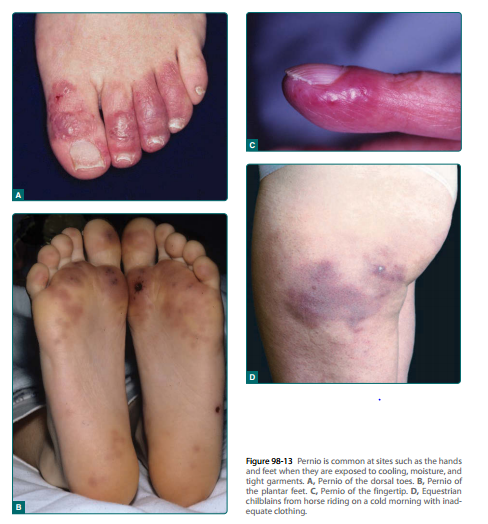 A
C
B
D
Figure 98-13 Pernio is common at sites such as the hands
and feet when they are exposed to cooling, moisture, and
tight garments. A, Pernio of the dorsal toes. B, Pernio of
the plantar feet. C, Pernio of the fingertip. D, Equestrian
chilblains from horse riding on a cold morning with inad-
equate clothing.